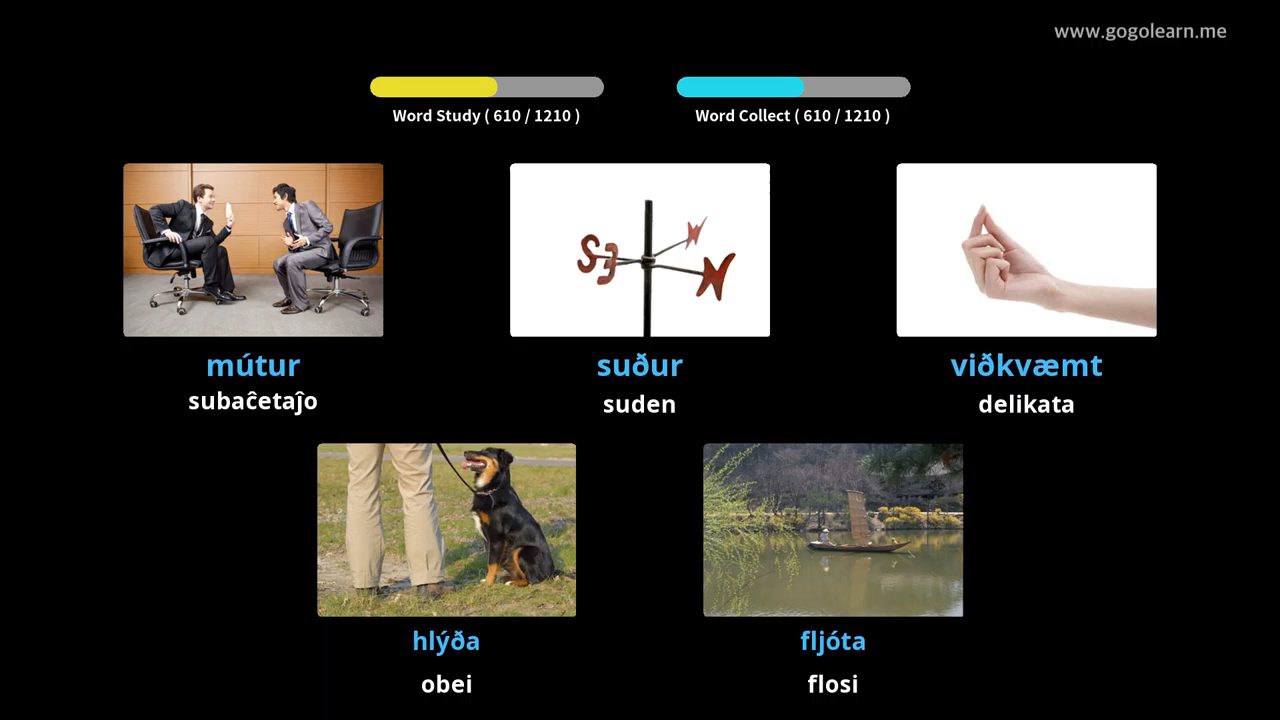 www.gogolearn.me
Word Study ( 610 / 1210 )
Word Collect ( 610 / 1210 )
mútur
subaĉetaĵo
suður
suden
viðkvæmt
delikata
hlýða
obei
fljóta
flosi